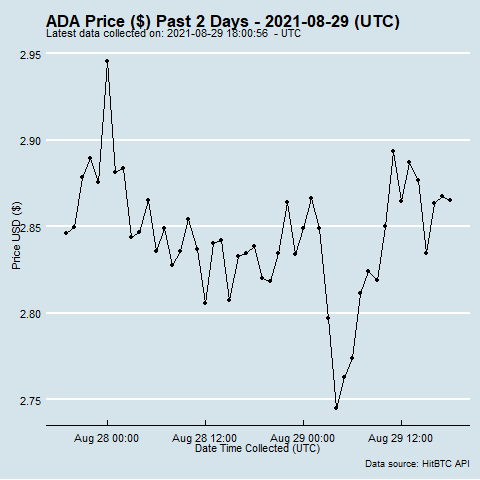 ADA Price ($) Past 2 Days - 2021-08-29 (UTC)
Latest data collected on: 2021-08-29 18:00:56 - UTC
2.95
2.90
2.85
2.80
2.75
Price USD ($)
Aug 28 00:00 Aug 28 12:00 Aug 29 00:00 Aug 29 12:00
Date Time Collected (UTC)
Data source: HitBTC API